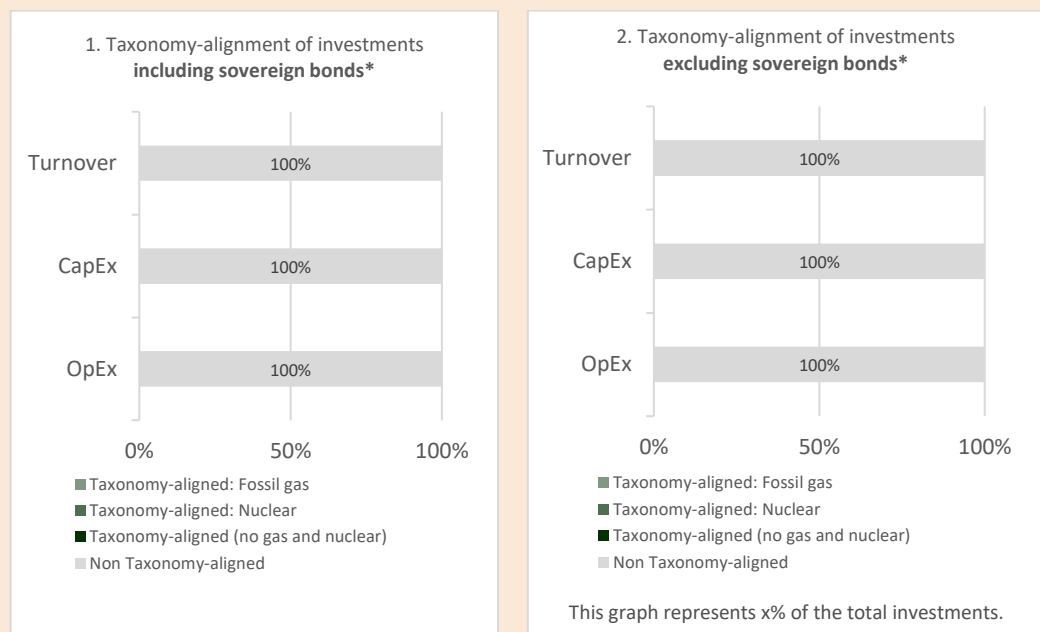 1. Taxonomy-alignment of investments
including sovereign bonds*
Turnover
100%
CapEx
100%
OpEx
100%
0%
50%
100%
Taxonomy-aligned: Fossil gas
Taxonomy-aligned: Nuclear
Taxonomy-aligned (no gas and nuclear)
Non Taxonomy-aligned
2. Taxonomy-alignment of investments
excluding sovereign bonds*
Turnover
100%
CapEx
100%
OpEx
100%
0%
50%
100%
Taxonomy-aligned: Fossil gas
Taxonomy-aligned: Nuclear
Taxonomy-aligned (no gas and nuclear)
Non Taxonomy-aligned
This graph represents x% of the total investments.